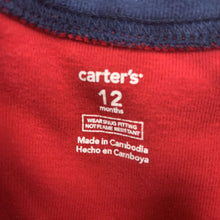 carter's
12
months
WEAR SNUG FITTING
NOT FLAME RESISTANT
Made in Cambodia
Hecho en Camboya